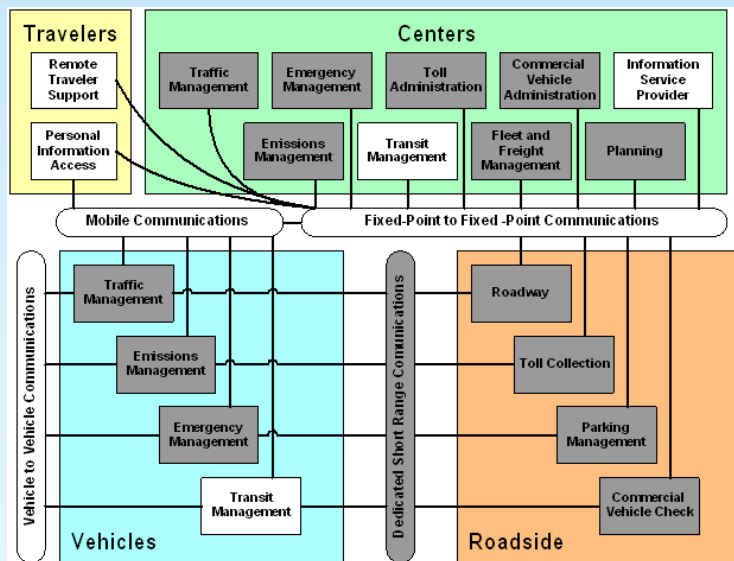 Travelers
Centers
Remote
Traveler
Support
Traffic
Management
Emergency
Management
Toll
Administration
Commercial
Vehicle
Administration
Information
Service
Provider
Personal
Information
Access
Emissions
Management
Transit
Management
Fleet and
Freight
Management
Planning
Mobile Communications
Fixed-Point to Fixed -Point Communications
Vehicle to Vehicle Communications
Traffic
Management
Emissions
Management
Emergency
Management
Transit
Management
Vehicles
Dedicated Short Range Comunications
Roadway
Toll Collection
Parking
Management
Commercial
Vehicle Check
Roadside